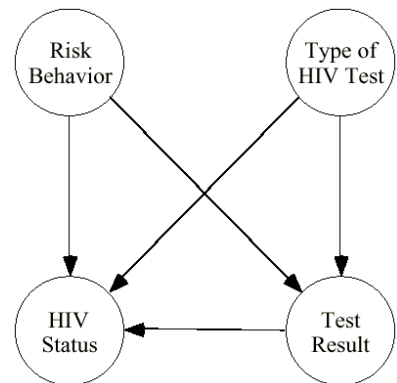 Risk
Behavior
Type of
HIV Test
HIV
Status
Test
Result